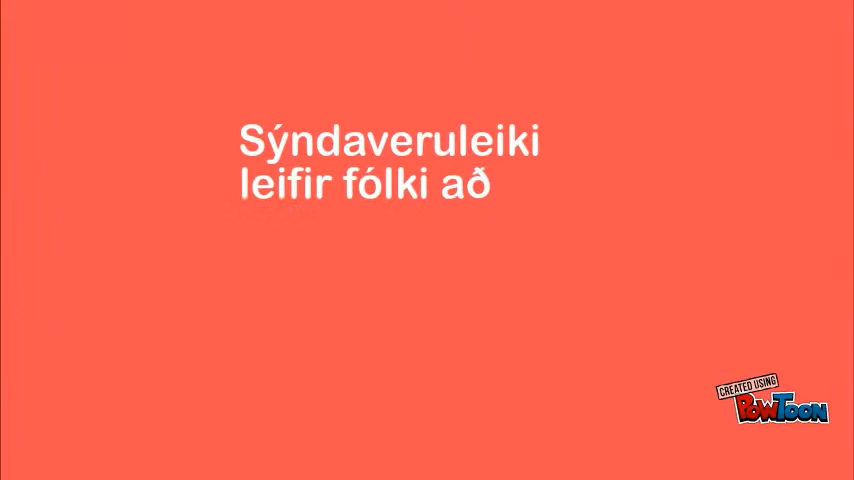 Sýndaveruleiki
leifir fólki að
CREATED USING
POWTOON